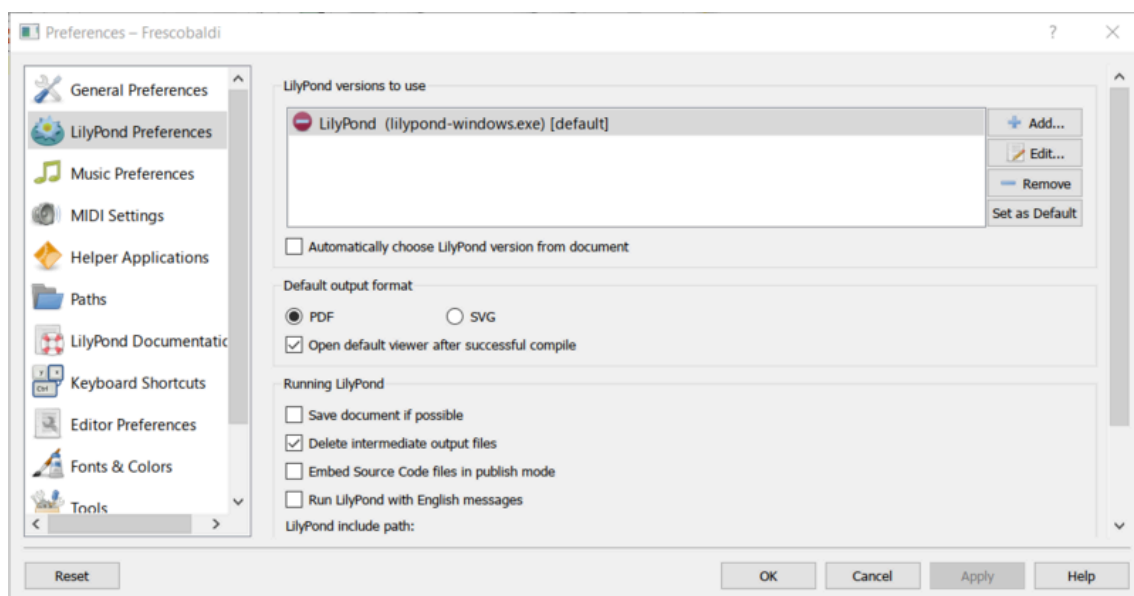 Preferences – Frescobaldi
?
General Preferences
LilyPond Preferences
Music Preferences
MIDI Settings
Helper Applications
Paths
LilyPond Documentatic
Keyboard Shortcuts
Ctrl
Editor Preferences
Fonts & Colors
Tools
LilyPond versions to use
LilyPond (lilypond-windows.exe) [default]
Add...
Edit...
Remove
Set as Default
Automatically choose LilyPond version from document
Default output format
PDF SVG
Open default viewer after successful compile
Running LilyPond
Save document if possible
Delete intermediate output files
Embed Source Code files in publish mode
Run LilyPond with English messages
LilyPond include path:
Reset OK Cancel Apply Help